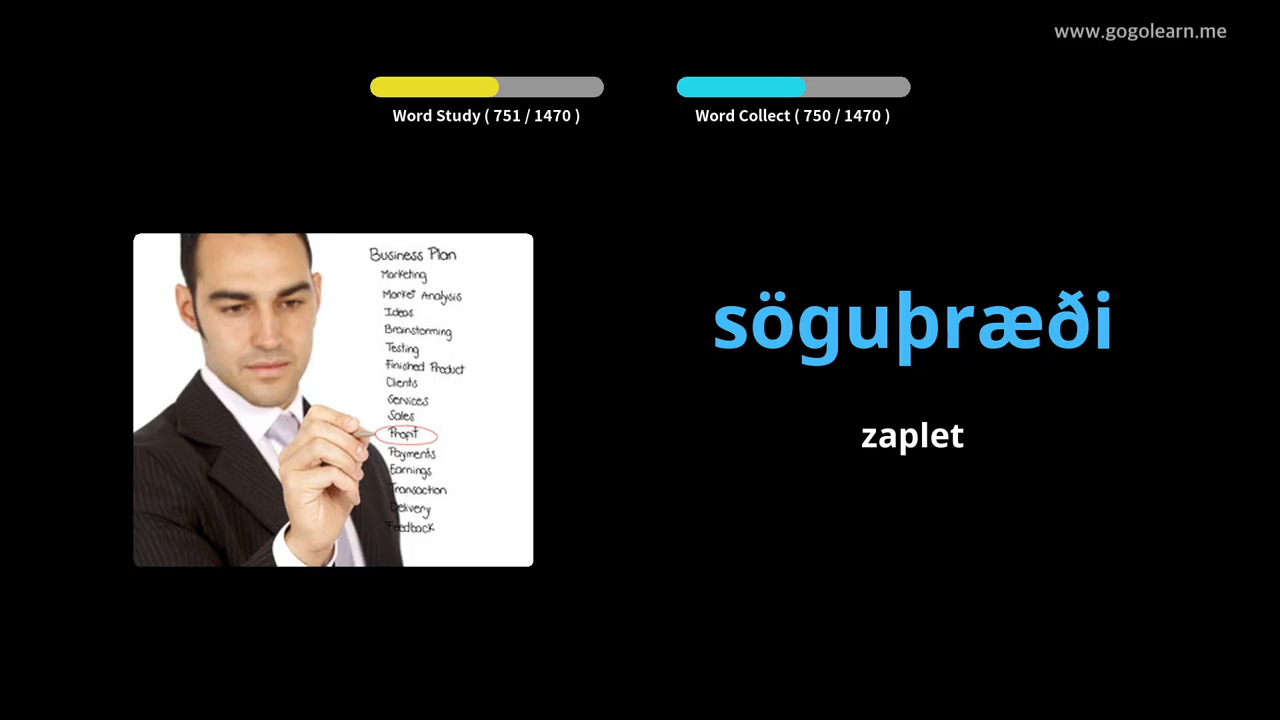 www.gogolearn.me
Word Study ( 751 / 1470 )
Word Collect ( 750 / 1470 )
Business Plan
Marketing
Market Analysis
Ideas
Brainstorming
Testing
Finished Product
Clients
Services
Sales
Profit
Payments
Earnings
Transaction
Delivery
Feedback
söguþræði
zaplet